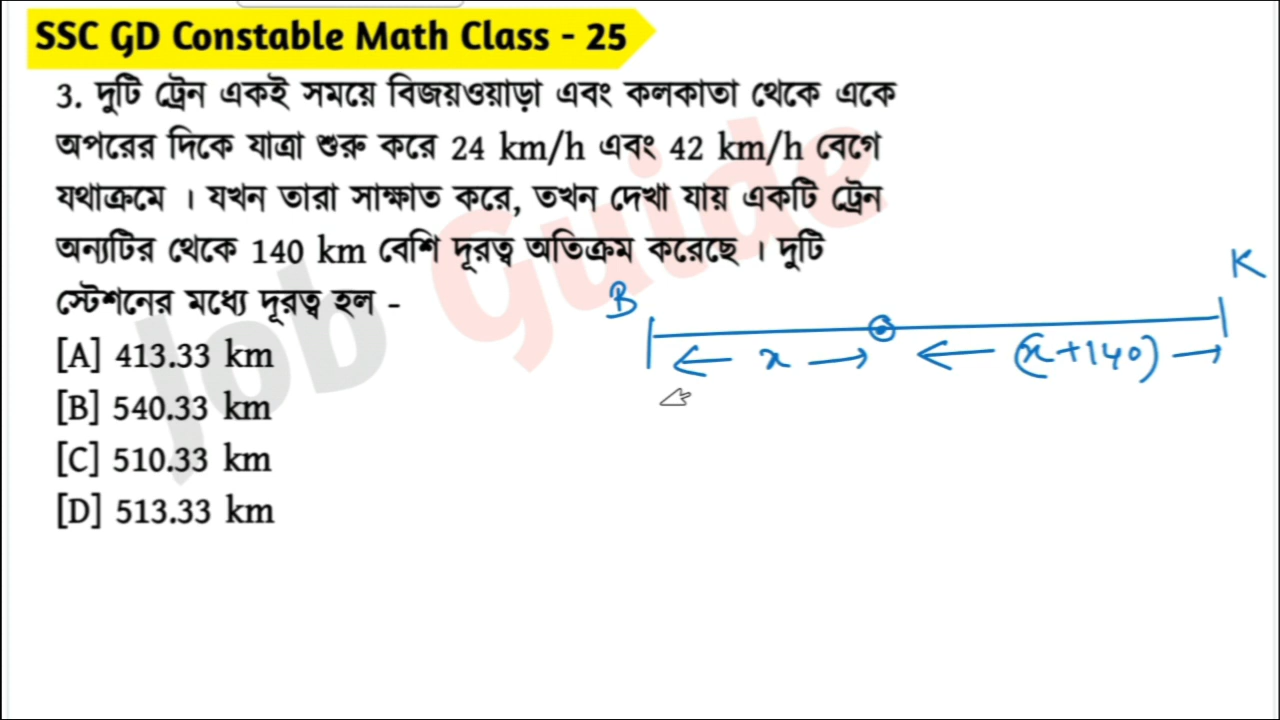 SSC GD Constable Math Class - 25
3. দুটি ট্রেন একই সময়ে বিজয়ওয়াড়া এবং কলকাতা থেকে একে
অপরের দিকে যাত্রা শুরু করে 24 km/h এবং 42 km/h বেগে
যথাক্রমে । যখন তারা সাক্ষাত করে, তখন দেখা যায় একটি ট্রেন
অন্যটির থেকে 140 km বেশি দূরত্ব অতিক্রম করেছে । দুটি
স্টেশনের মধ্যে দূরত্ব হল -
[A] 413.33 km
[B] 540.33 km
[C] 510.33 km
[D] 513.33 km
B
K
x
(x+140)
Job Guide